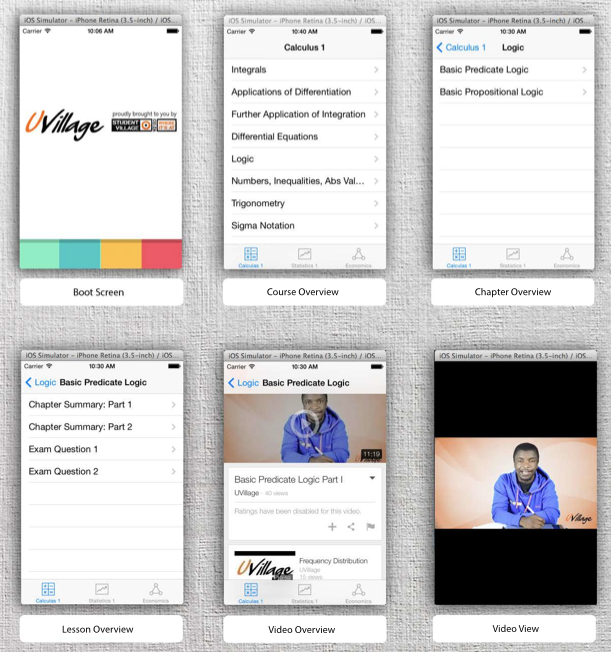 iOS Simulator – iPhone Retina (3.5-inch) / iOS...
Carrier 10:06 AM
UVillage
proudly brought to you by
STUDENT
VILLAGE
Boot Screen
iOS Simulator – iPhone Retina (3.5-inch) / iOS...
Carrier 10:40 AM
Calculus 1
Integrals
Applications of Differentiation
Further Application of Integration
Differential Equations
Logic
Numbers, Inequalities, Abs Val...
Trigonometry
Sigma Notation
Calculus 1 Statistics 1 Economics
Course Overview
iOS Simulator – iPhone Retina (3.5-inch) / iOS...
Carrier 10:30 AM
Calculus 1 Logic
Basic Predicate Logic
Basic Propositional Logic
Calculus 1 Statistics 1 Economics
Chapter Overview
iOS Simulator – iPhone Retina (3.5-inch) / iOS...
Carrier 10:30 AM
Logic Basic Predicate Logic
Chapter Summary: Part 1
Chapter Summary: Part 2
Exam Question 1
Exam Question 2
Calculus 1 Statistics 1 Economics
Lesson Overview
iOS Simulator – iPhone Retina (3.5-inch) / iOS...
Carrier 10:30 AM
Logic Basic Predicate Logic
11:19
Basic Predicate Logic Part I
UVillage · 40 views
Ratings have been disabled for this video.
UVillage
Frequency Distribution
UVillage
15 views
Calculus 1 Statistics 1 Economics
Video Overview
iOS Simulator – iPhone Retina (3.5-inch) / iOS...
UVillage
Video View